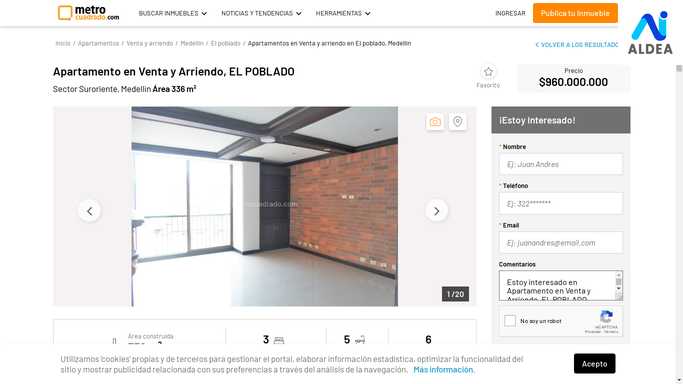 metro
cuadrado.com
BUSCAR INMUEBLES
NOTICIAS Y TENDENCIAS
HERRAMIENTAS
INGRESAR
Publica tu Inmueble
ALDEA
Inicio / Apartamentos / Venta y arriendo / Medellín / El poblado / Apartamentos en Venta y arriendo en El poblado, Medellín
VOLVER A LOS RESULTADO
Apartamento en Venta y Arriendo, EL POBLADO
Sector Suroriente, Medellín Área 336 m²
Favorito
Precio
$960.000.000
cuadrado.com
1 / 20
¡Estoy Interesado!
* Nombre
Ej: Juan Andres
* Teléfono
Ej: 322*******
* Email
Ej: juanandres@email.com
Comentarios
Estoy interesado en
Apartamento en Venta y
Arriendo, EL POBLADO
No soy un robot
reCAPTCHA
Privacidad - Términos
Área construida
3
5
6
Utilizamos 'cookies' propias y de terceros para gestionar el portal, elaborar información estadística, optimizar la funcionalidad del
sitio y mostrar publicidad relacionada con sus preferencias a través del análisis de la navegación. Más información.
Acepto